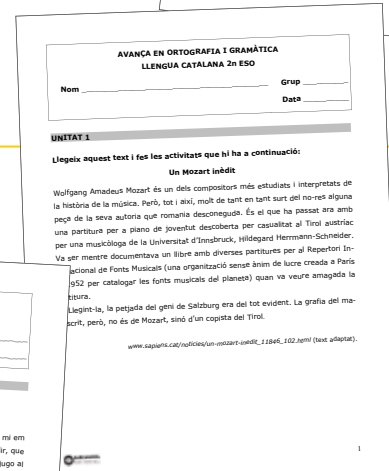 AVANÇA EN ORTOGRAFIA I GRAMÀTICA
LLENGUA CATALANA 2n ESO
Nom Grup
Data
UNITAT 1
Llegeix aquest text i fes les activitats que hi ha a continuació:
Un Mozart inèdit
Wolfgang Amadeus Mozart és un dels compositors més estudiats i interpretats de
la història de la música. Però, tot i així, molt de tant en tant surt del no-res alguna
peça de la seva autoria que romania desconeguda. És el que ha passat ara amb
una partitura per a piano de joventut descoberta per casualitat al Tirol austríac
per una musicòloga de la Universitat d'Innsbruck, Hildegard Herrmann-Schneider.
Va ser mentre documentava un llibre amb diverses partitures per al Repertori In-
nacional de Fonts Musicals (una organització sense ànim de lucre creada a París
1952 per catalogar les fonts musicals del planeta) quan va veure amagada la
titura.
Llegint-la, la petjada del geni de Salzburg era del tot evident. La grafia del ma-
scrit, però, no és de Mozart, sinó d'un copista del Tirol.
www.sapiens.cat/noticies/un-mozart-inedit_11846_102.html (text adaptat).
mi em
dir, que
jugo al
1